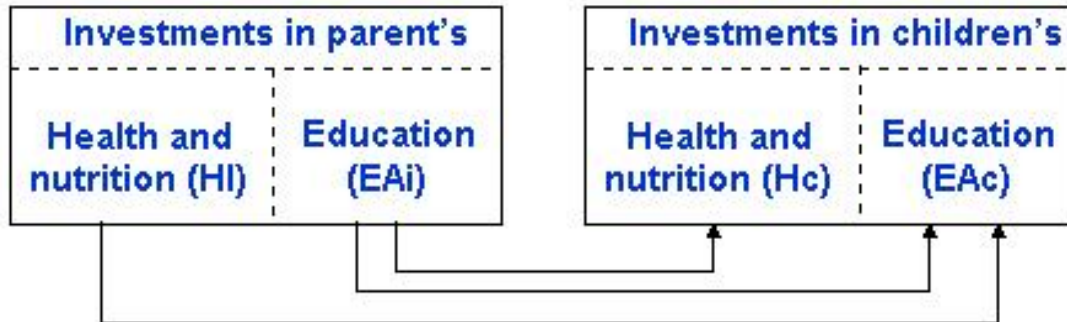 Investments in parent's
Health and
nutrition (HI)
Education
(EAi)
Investments in children's
Health and
nutrition (Hc)
Education
(EAc)